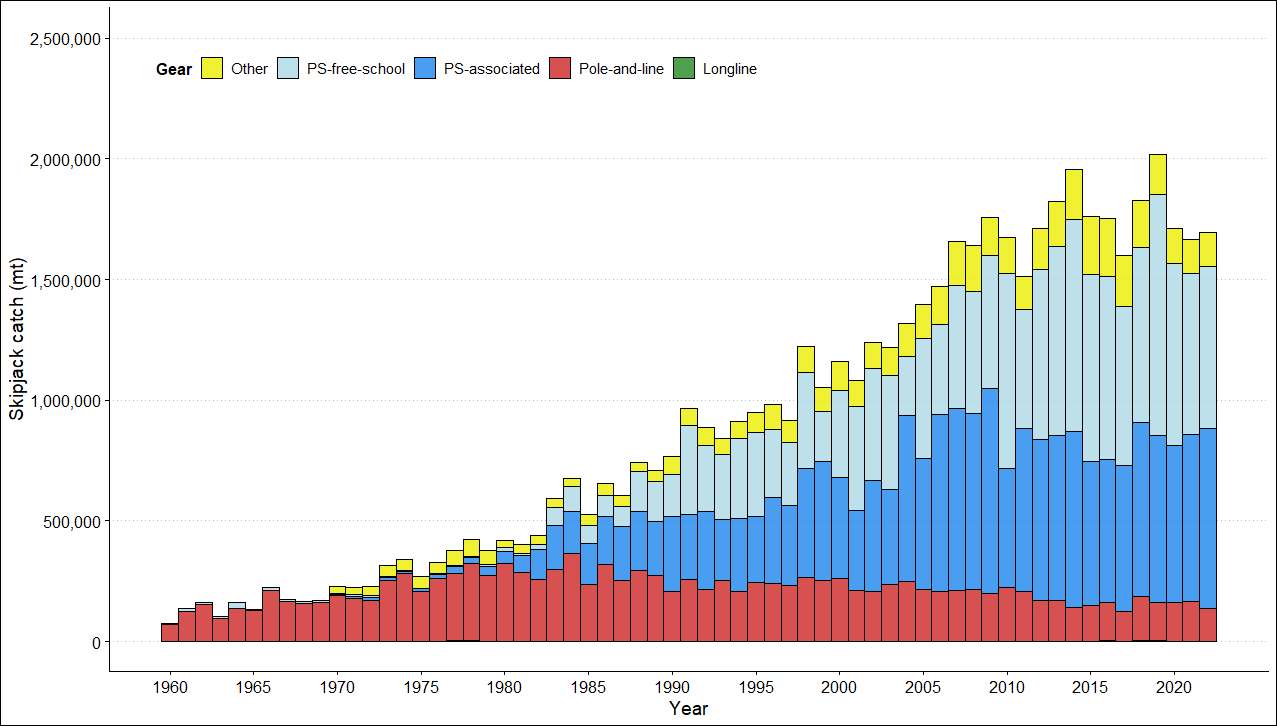 2,500,000
Gear Other PS-free-school PS-associated Pole-and-line Longline
2,000,000
1,500,000
Skipjack catch (mt)
1,000,000
500,000
0
1960 1965 1970 1975 1980 1985 1990 1995 2000 2005 2010 2015 2020
Year